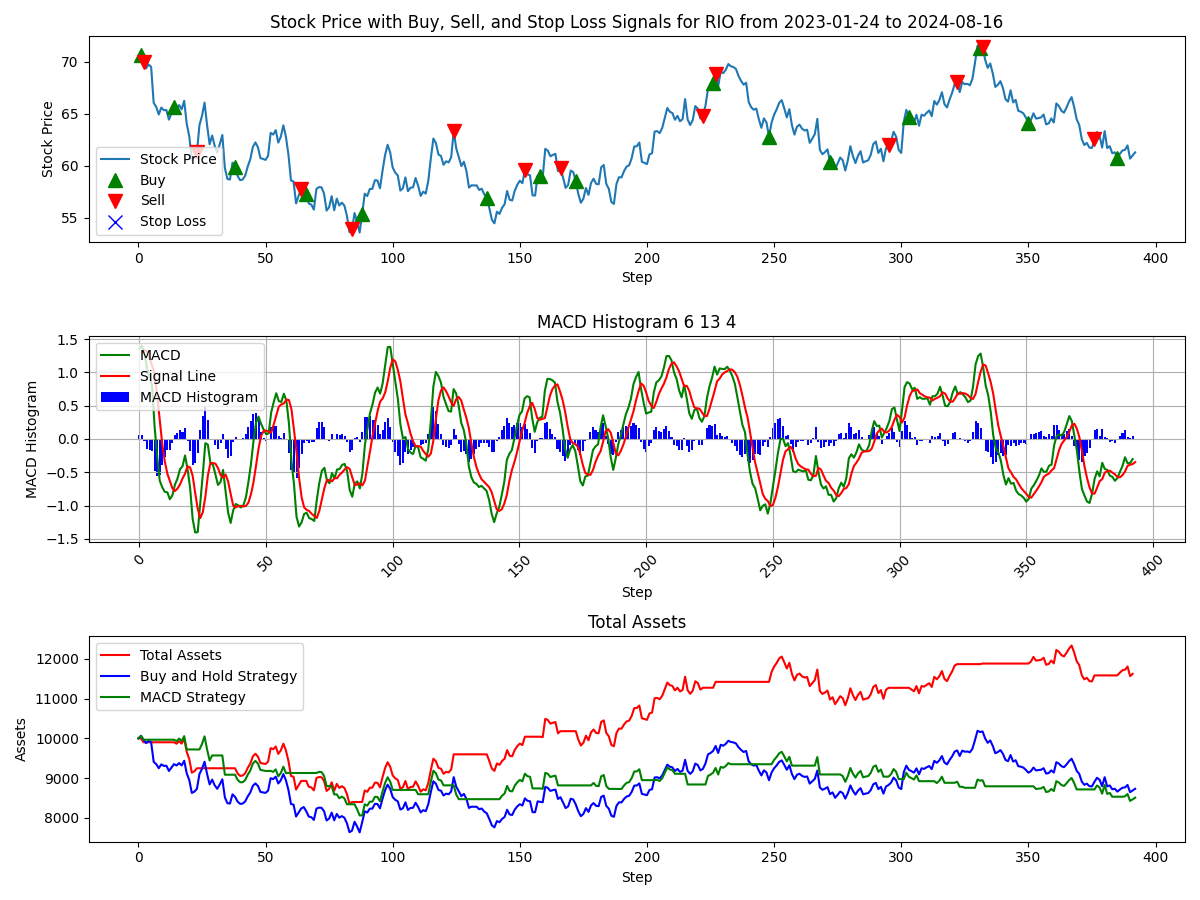 Stock Price with Buy, Sell, and Stop Loss Signals for RIO from 2023-01-24 to 2024-08-16
Stock Price
70
65
60
55
Stock Price
Buy
Sell
Stop Loss
0 50 100 150 200 250 300 350 400
Step
MACD Histogram 6 13 4
MACD Histogram
1.5
1.0
0.5
0.0
−0.5
−1.0
−1.5
MACD
Signal Line
MACD Histogram
0 50 100 150 200 250 300 350 400
Step
Total Assets
Assets
12000
11000
10000
9000
8000
Total Assets
Buy and Hold Strategy
MACD Strategy
0 50 100 150 200 250 300 350 400
Step